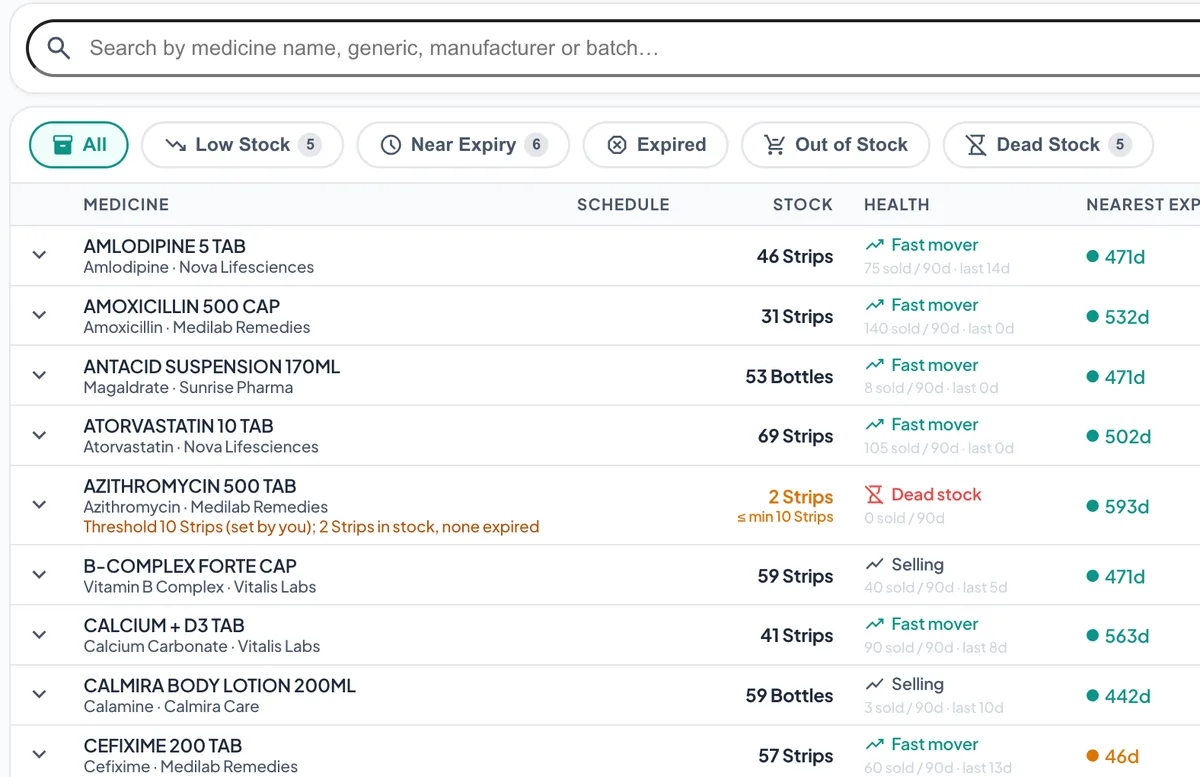 Search by medicine name, generic, manufacturer or batch…
All Low Stock 5 Near Expiry 6 Expired Out of Stock Dead Stock 5
MEDICINE SCHEDULE STOCK HEALTH NEAREST EXP
AMLODIPINE 5 TAB 46 Strips Fast mover 471d
Amlodipine · Nova Lifesciences 75 sold / 90d · last 14d
AMOXICILLIN 500 CAP 31 Strips Fast mover 532d
Amoxicillin · Medilab Remedies 140 sold / 90d · last 0d
ANTACID SUSPENSION 170ML 53 Bottles Fast mover 471d
Magaldrate · Sunrise Pharma 8 sold / 90d · last 0d
ATORVASTATIN 10 TAB 69 Strips Fast mover 502d
Atorvastatin · Nova Lifesciences 105 sold / 90d · last 0d
AZITHROMYCIN 500 TAB 2 Strips Dead stock 593d
Azithromycin · Medilab Remedies ≤ min 10 Strips 0 sold / 90d
Threshold 10 Strips (set by you); 2 Strips in stock, none expired
B-COMPLEX FORTE CAP 59 Strips Selling 471d
Vitamin B Complex · Vitalis Labs 40 sold / 90d · last 5d
CALCIUM + D3 TAB 41 Strips Fast mover 563d
Calcium Carbonate · Vitalis Labs 90 sold / 90d · last 8d
CALMIRA BODY LOTION 200ML 59 Bottles Selling 442d
Calamine · Calmira Care 3 sold / 90d · last 10d
CEFIXIME 200 TAB 57 Strips Fast mover 46d
Cefixime · Medilab Remedies 60 sold / 90d · last 13d